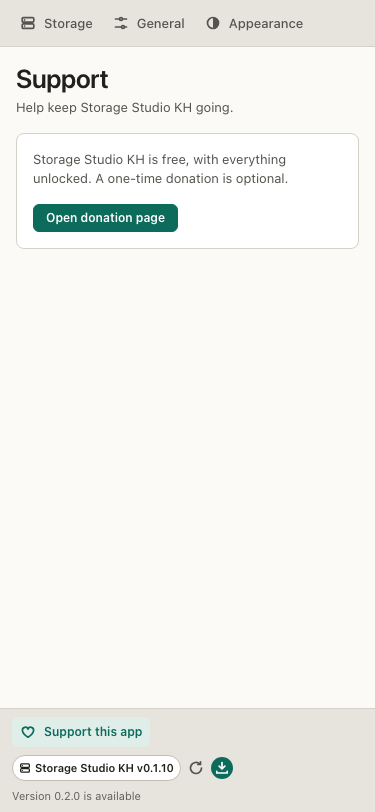 Storage
General
Appearance
Support
Help keep Storage Studio KH going.
Storage Studio KH is free, with everything
unlocked. A one-time donation is optional.
Open donation page
Support this app
Storage Studio KH v0.1.10
Version 0.2.0 is available